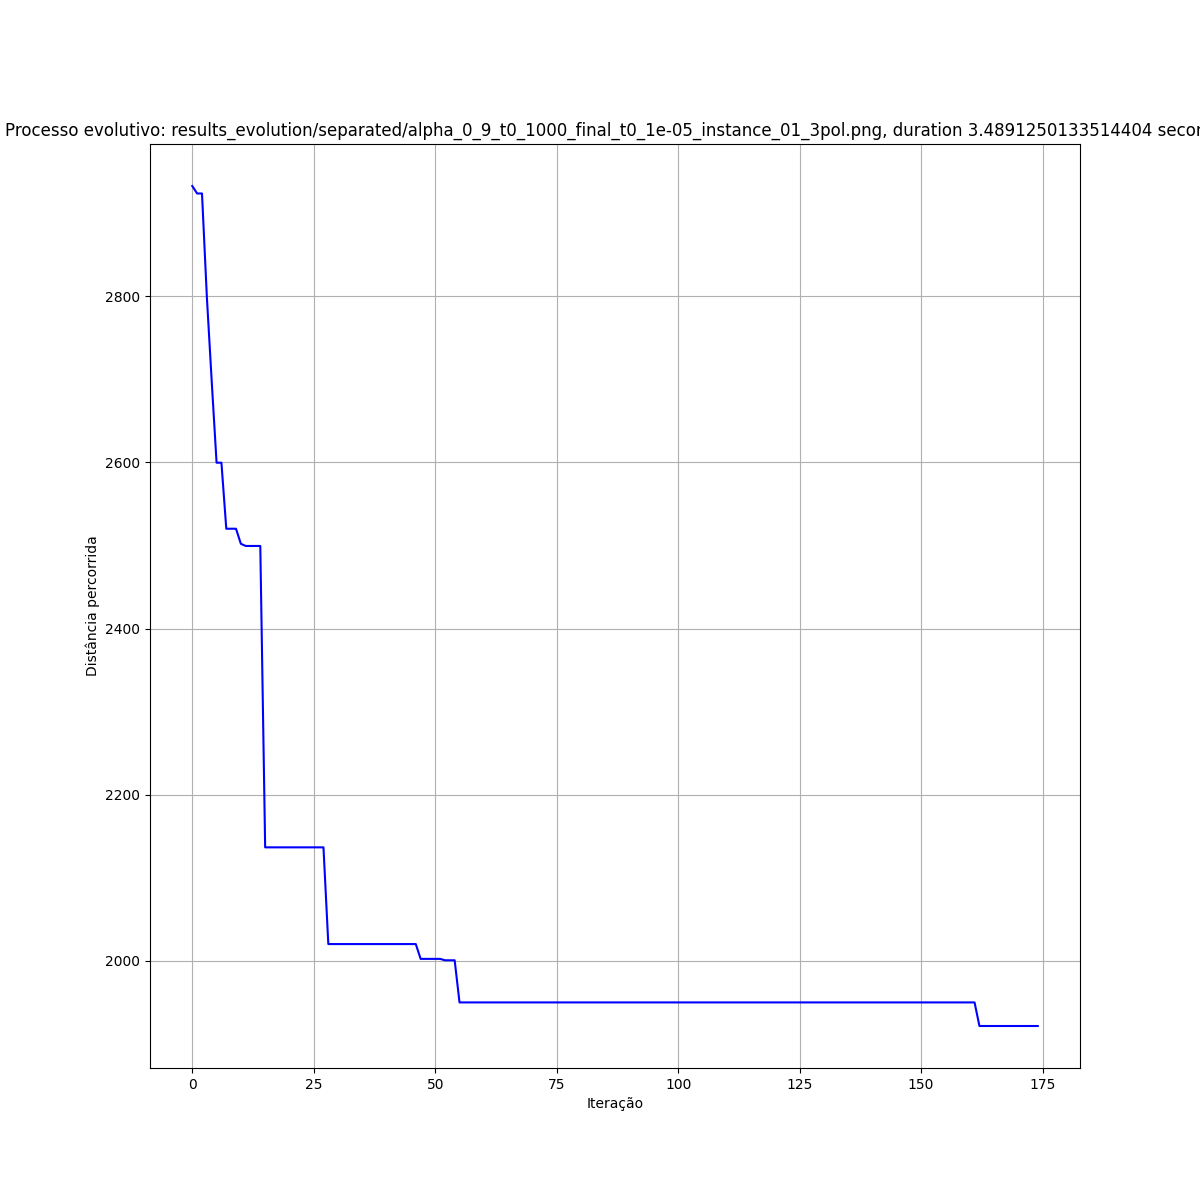 Processo evolutivo: results_evolution/separated/alpha_0_9_t0_1000_final_t0_1e-05_instance_01_3pol.png, duration 3.4891250133514404
Distância percorrida
2800
2600
2400
2200
2000
0 25 50 75 100 125 150 175
Iteração